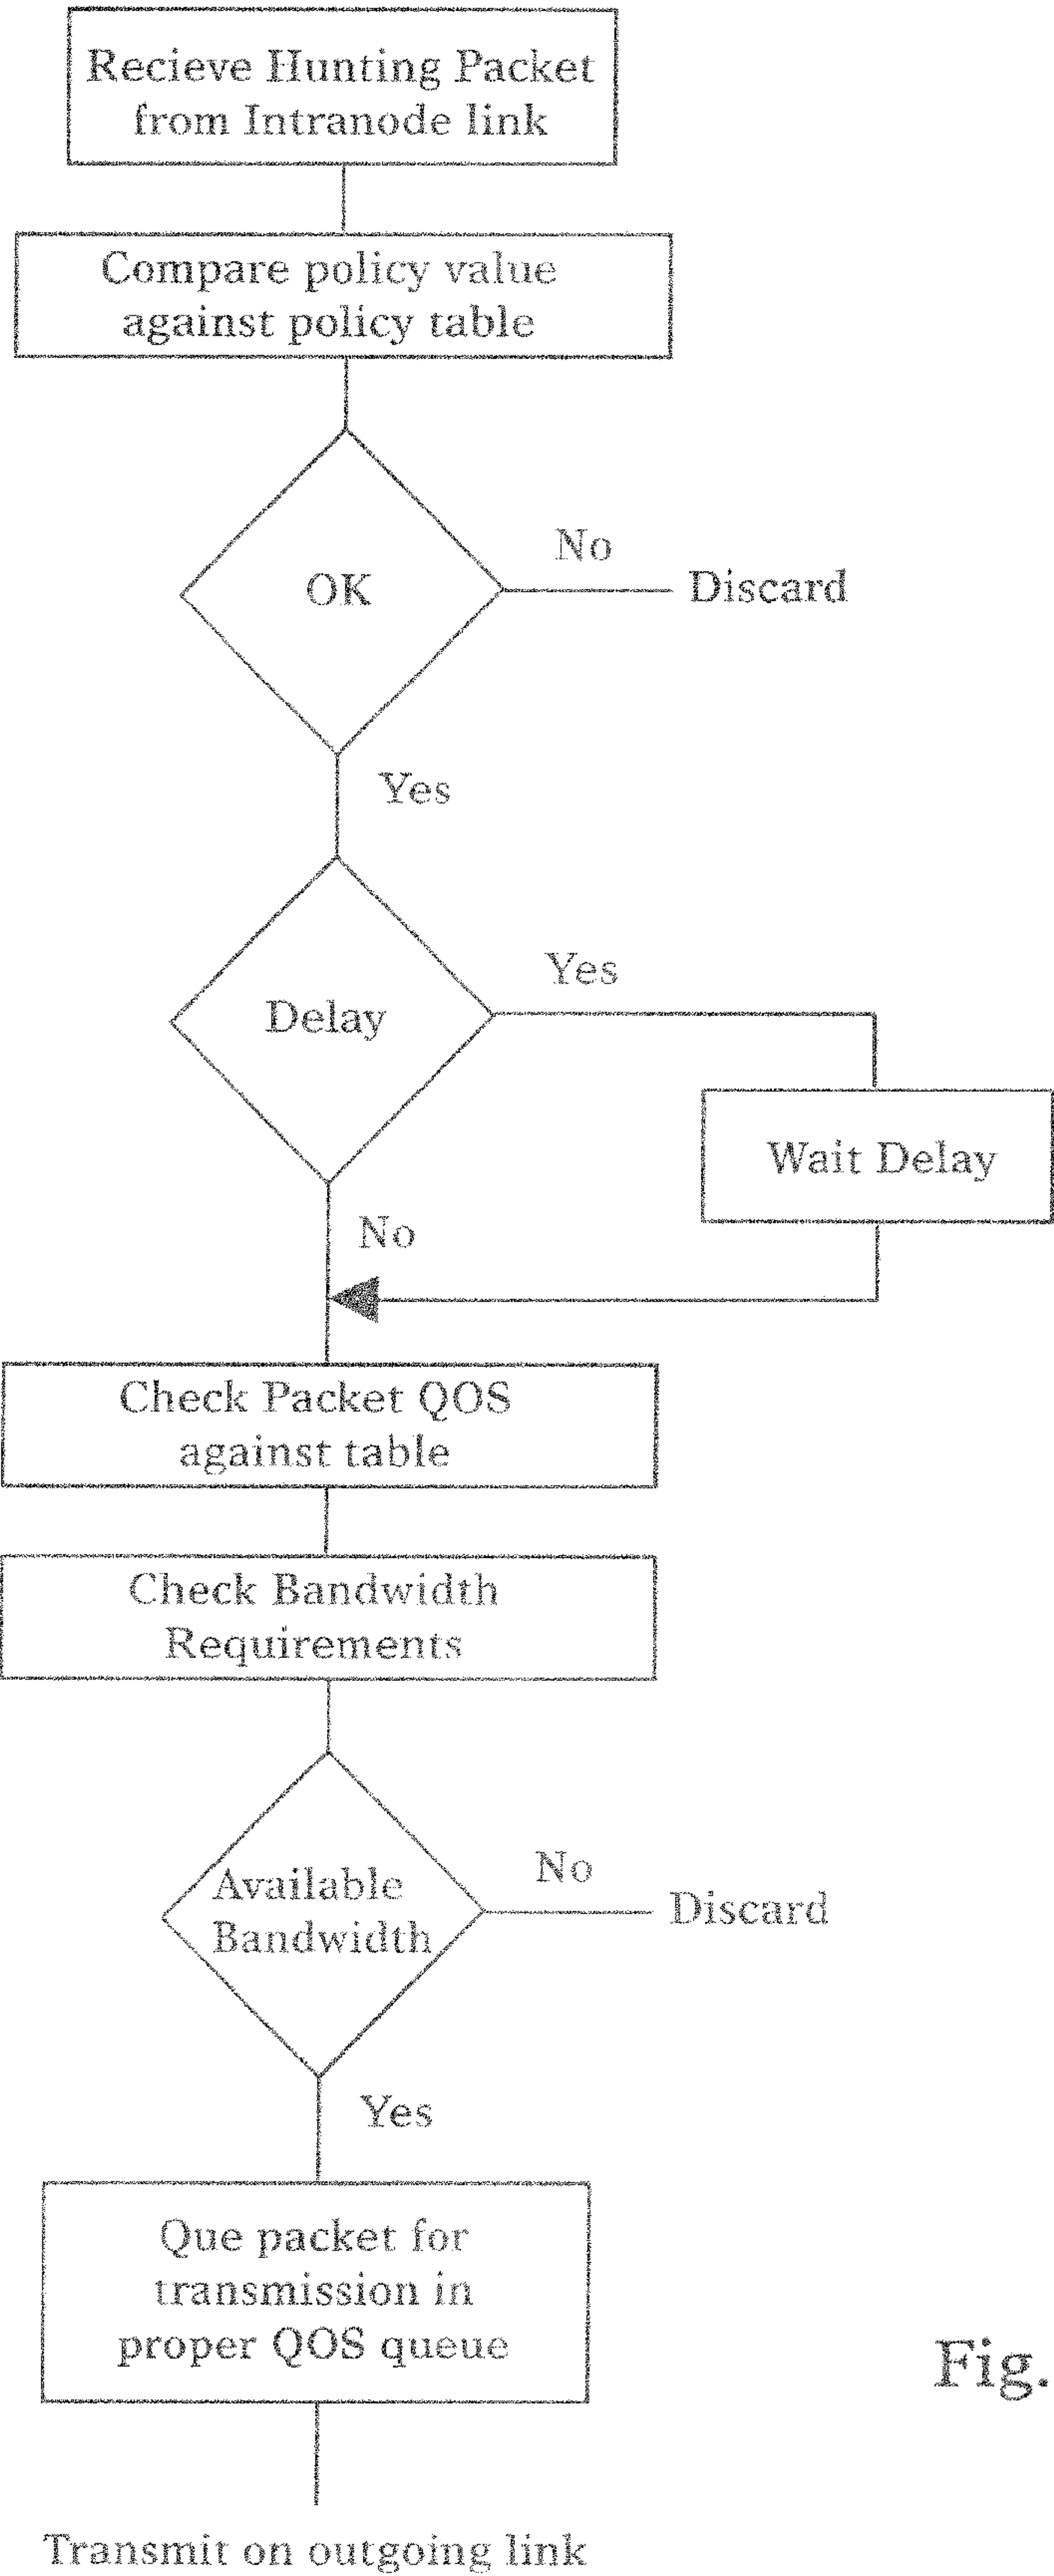 Recieve Hunting Packet
from Intranode link
Compare policy value
against policy table
OK
No
Discard
Yes
Delay
Yes
Wait Delay
No
Check Packet QOS
against table
Check Bandwidth
Requirements
Available
Bandwidth
No
Discard
Yes
Que packet for
transmission in
proper QOS queue
Fig.
Transmit on outgoing link